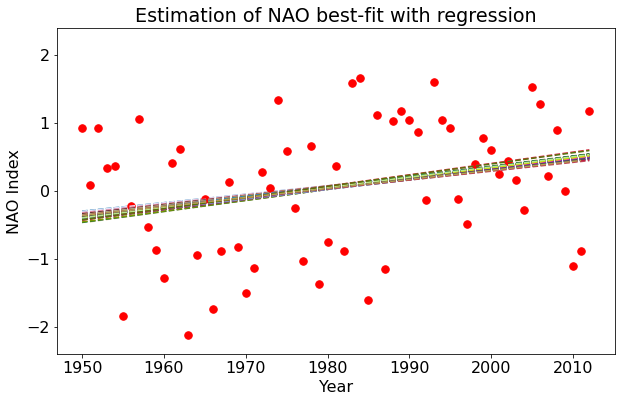 Estimation of NAO best-fit with regression
NAO Index
2
1
0
−1
−2
1950 1960 1970 1980 1990 2000 2010
Year